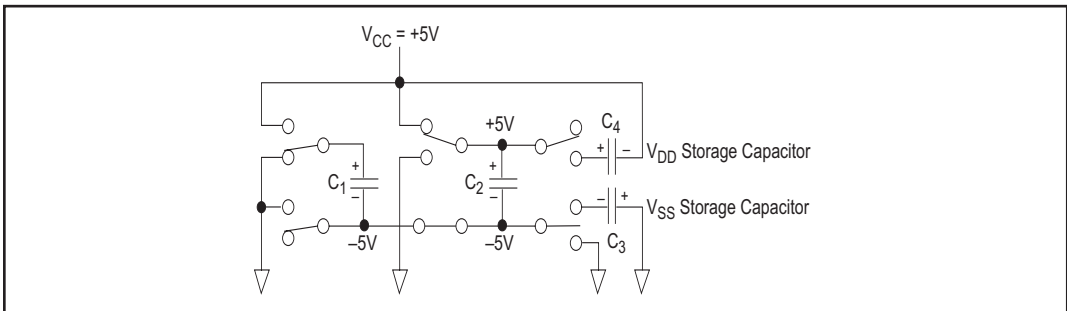 VCC = +5V
+5V
C4
+ –
VDD Storage Capacitor
+
C1
–
+
C2
–
– +
VSS Storage Capacitor
–5V
–5V
C3